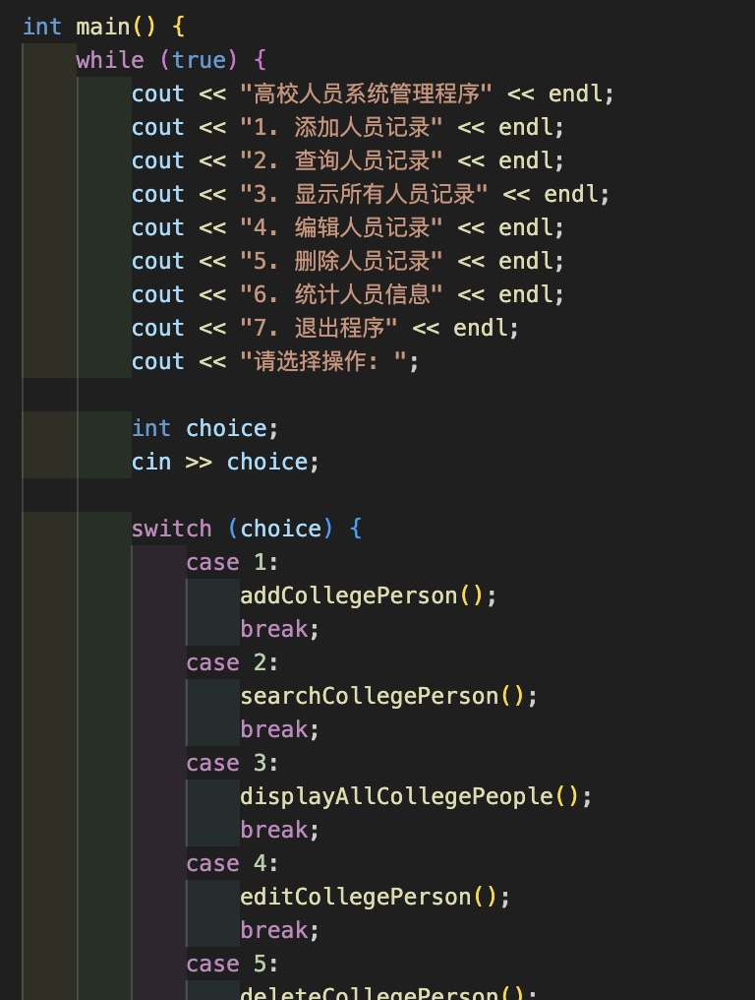 int main() {
while (true) {
cout << "高校人员系统管理程序" << endl;
cout << "1. 添加人员记录" << endl;
cout << "2. 查询人员记录" << endl;
cout << "3. 显示所有人员记录" << endl;
cout << "4. 编辑人员记录" << endl;
cout << "5. 删除人员记录" << endl;
cout << "6. 统计人员信息" << endl;
cout << "7. 退出程序" << endl;
cout << "请选择操作: ";
int choice;
cin >> choice;
switch (choice) {
case 1:
addCollegePerson();
break;
case 2:
searchCollegePerson();
break;
case 3:
displayAllCollegePeople();
break;
case 4:
editCollegePerson();
break;
case 5:
deleteCollegePerson();